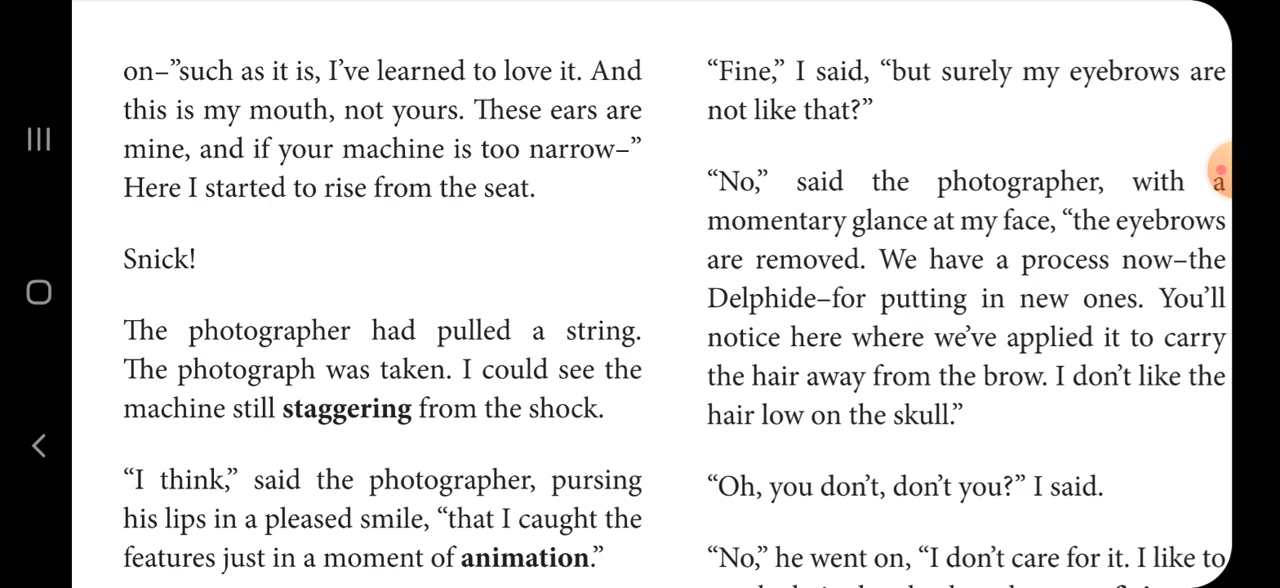 on–”such as it is, I’ve learned to love it. And
this is my mouth, not yours. These ears are
mine, and if your machine is too narrow–”
Here I started to rise from the seat.
Snick!
The photographer had pulled a string.
The photograph was taken. I could see the
machine still staggering from the shock.
“I think,” said the photographer, pursing
his lips in a pleased smile, “that I caught the
features just in a moment of animation.”
“Fine,” I said, “but surely my eyebrows are
not like that?”
“No,” said the photographer, with a
momentary glance at my face, “the eyebrows
are removed. We have a process now–the
Delphide–for putting in new ones. You’ll
notice here where we’ve applied it to carry
the hair away from the brow. I don’t like the
hair low on the skull.”
“Oh, you don’t, don’t you?” I said.
“No,” he went on, “I don’t care for it. I like to